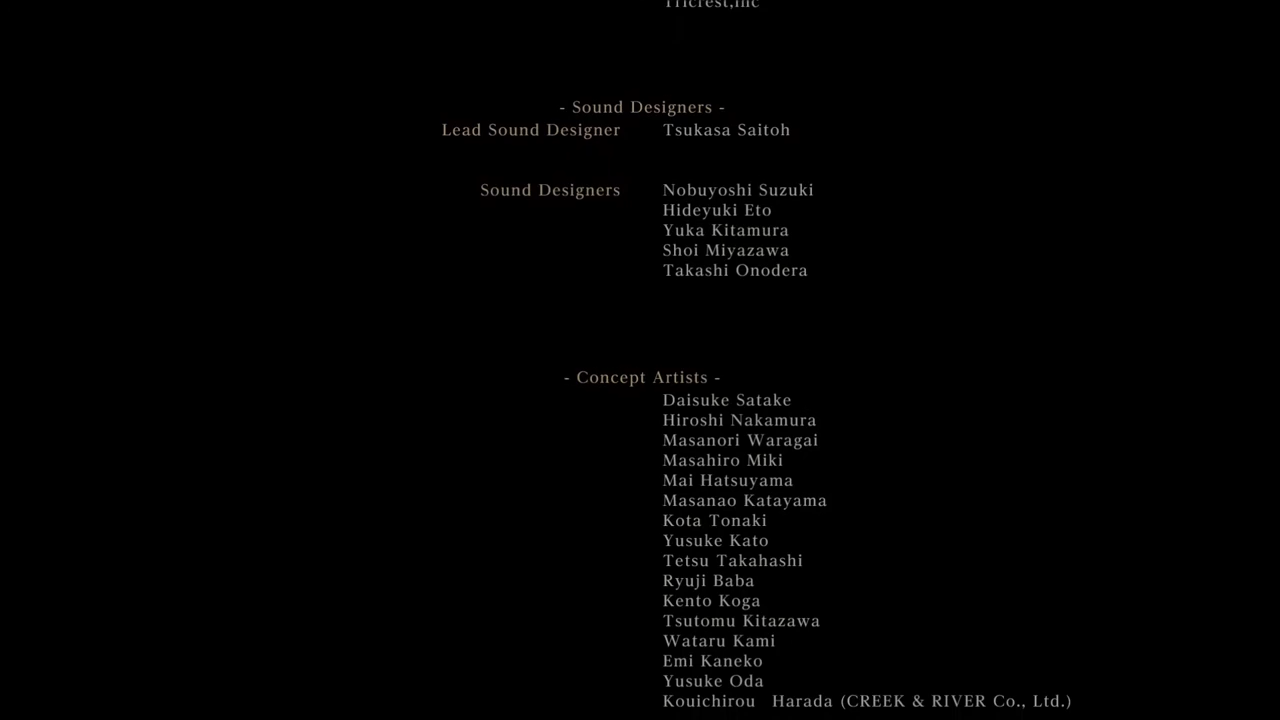 Tricrest,inc
- Sound Designers -
Lead Sound Designer Tsukasa Saitoh
Sound Designers Nobuyoshi Suzuki
Hideyuki Eto
Yuka Kitamura
Shoi Miyazawa
Takashi Onodera
- Concept Artists -
Daisuke Satake
Hiroshi Nakamura
Masanori Waragai
Masahiro Miki
Mai Hatsuyama
Masanao Katayama
Kota Tonaki
Yusuke Kato
Tetsu Takahashi
Ryuji Baba
Kento Koga
Tsutomu Kitazawa
Wataru Kami
Emi Kaneko
Yusuke Oda
Kouichirou Harada (CREEK & RIVER Co., Ltd.)